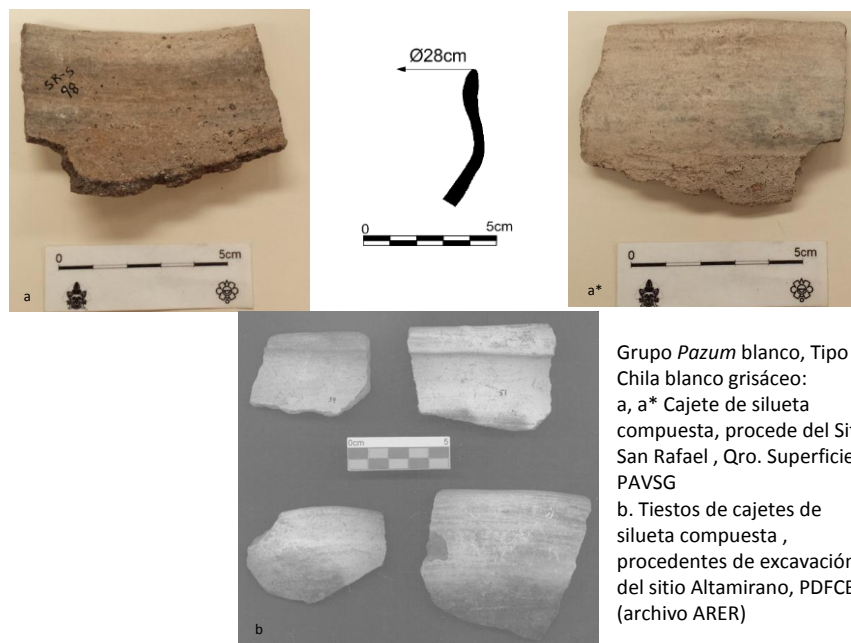 SR-S
98
Ø28cm
0 5cm
0 5cm
a
0 5cm
a*
0cm 5
b
Grupo Pazum blanco, Tipo
Chila blanco grisáceo:
a, a* Cajete de silueta
compuesta, procede del
San Rafael , Qro. Superficie
PAVSG
b. Tiestos de cajetes de
silueta compuesta ,
procedentes de excavación
del sitio Altamirano,
(archivo ARER)